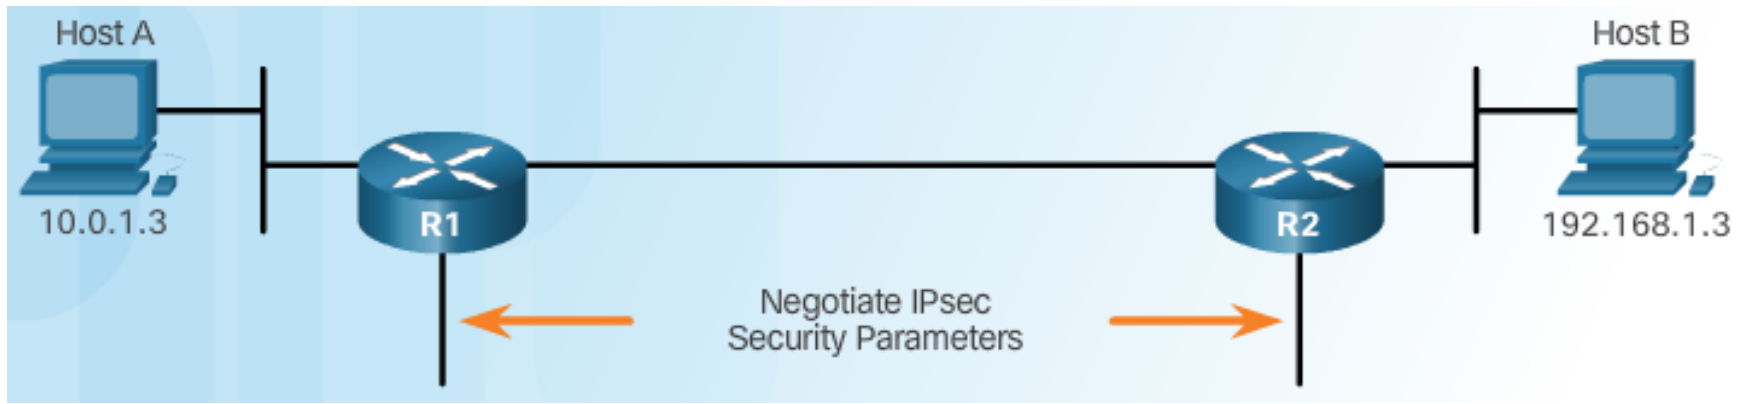 Host A
Host B
10.0.1.3
R1
R2
192.168.1.3
Negotiate IPsec
Security Parameters